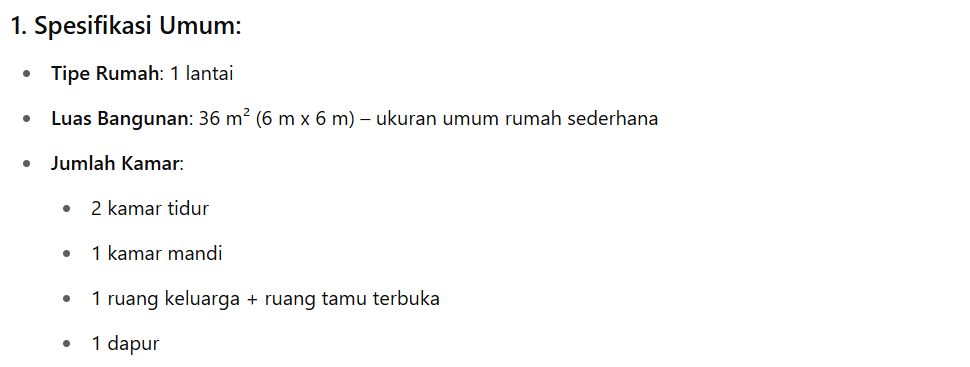 1. Spesifikasi Umum:
• Tipe Rumah: 1 lantai
• Luas Bangunan: 36 m² (6 m x 6 m) – ukuran umum rumah sederhana
• Jumlah Kamar:
• 2 kamar tidur
• 1 kamar mandi
• 1 ruang keluarga + ruang tamu terbuka
• 1 dapur